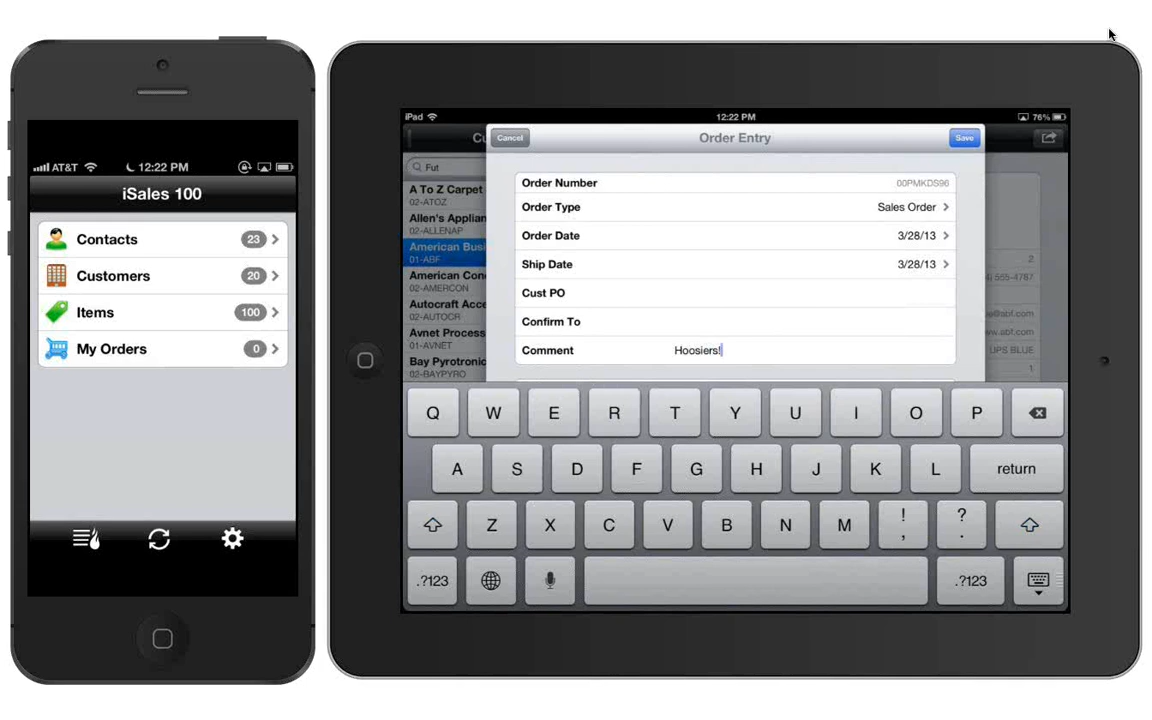 AT&T 12:22 PM
iSales 100
Contacts 23
Customers 20
Items 100
My Orders 0
iPad 12:22 PM 76%
Cu Cancel Order Entry Save
Fut
A To Z Carpet
02-ATOZ
Allen's Applian
02-ALLENAP
American Busi
01-ABF
American Con
02-AMERCON
Autocraft Acce
02-AUTOCR
Avnet Process
01-AVNET
Bay Pyrotronic
02-BAYPYRO
Order Number 00PMKDS96
Order Type Sales Order
Order Date 3/28/13
Ship Date 3/28/13
Cust PO
Confirm To
Comment Hoosiers!
2
555-4787
@abf.com
ww.abf.com
UPS BLUE
1
Q W E R T Y U I O P
A S D F G H J K L return
Z X C V B N M ! , ? .
.?123 .?123